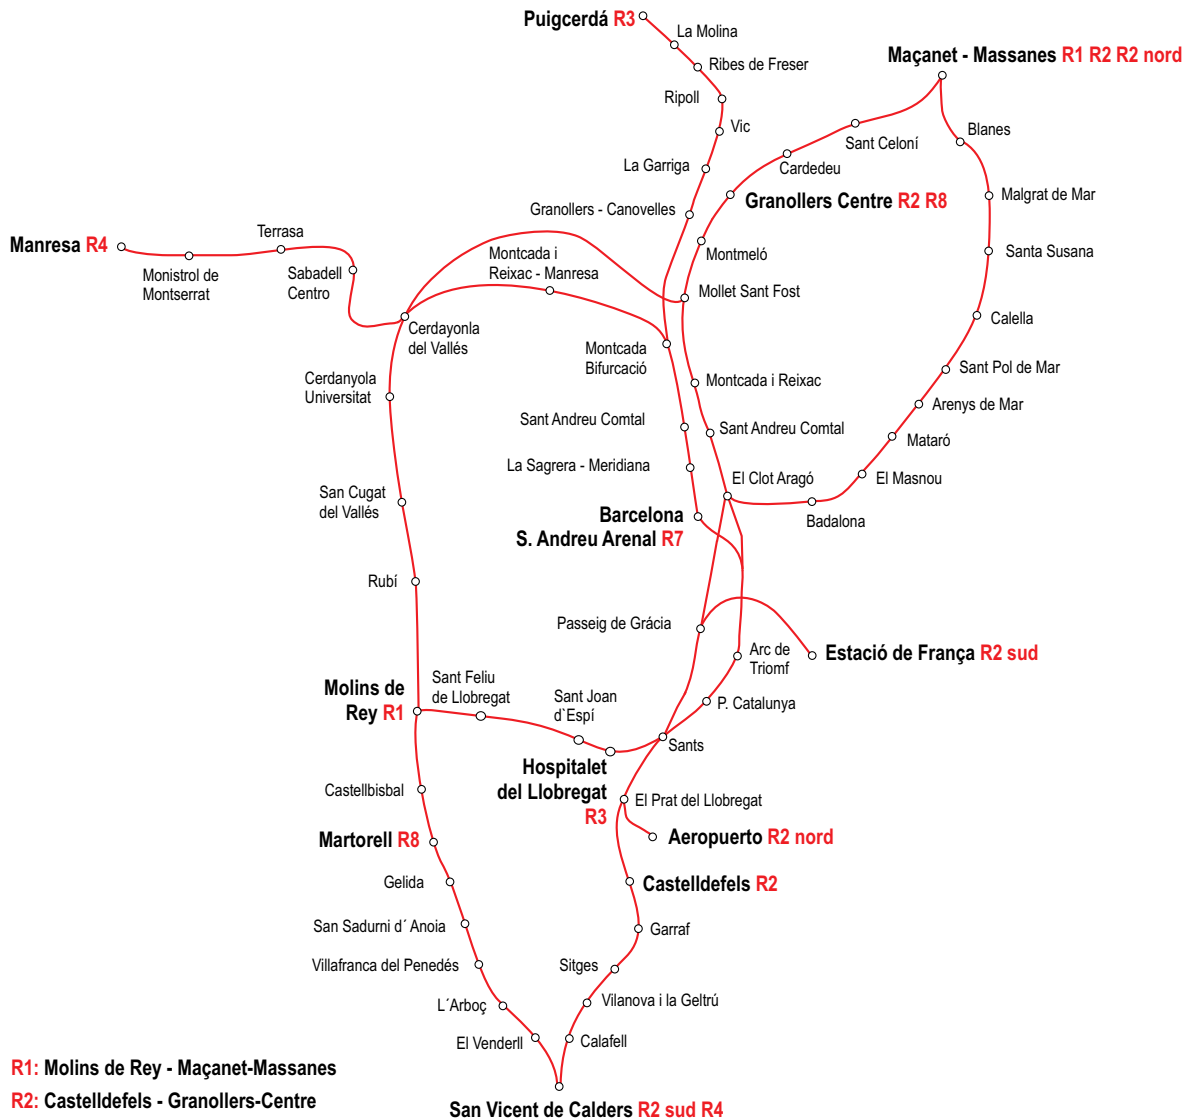 Puigcerdá R3
La Molina
Ribes de Freser
Ripoll
Vic
La Garriga
Granollers - Canovelles
Maçanet - Massanes R1 R2 R2 nord
Sant Celoní
Blanes
Cardedeu
Granollers Centre R2 R8
Malgrat de Mar
Montmeló
Santa Susana
Mollet Sant Fost
Calella
Manresa R4
Monistrol de
Montserrat
Terrasa
Sabadell
Centro
Montcada i
Reixac - Manresa
Cerdayonla
del Vallés
Montcada
Bifurcació
Cerdanyola
Universitat
Montcada i Reixac
Sant Pol de Mar
Arenys de Mar
Sant Andreu Comtal
Sant Andreu Comtal
Mataró
La Sagrera - Meridiana
El Clot Aragó
El Masnou
Badalona
San Cugat
del Vallés
Barcelona
S. Andreu Arenal R7
Rubí
Passeig de Grácia
Arc de
Triomf
Estació de França R2 sud
Molins de
Rey R1
Sant Feliu
de Llobregat
Sant Joan
d`Espí
P. Catalunya
Sants
Hospitalet
del Llobregat
R3
Castellbisbal
El Prat del Llobregat
Martorell R8
Aeropuerto R2 nord
Gelida
Castelldefels R2
San Sadurni d´ Anoia
Garraf
Villafranca del Penedés
Sitges
L´Arboç
Vilanova i la Geltrú
El Venderll
Calafell
San Vicent de Calders R2 sud R4
R1: Molins de Rey - Maçanet-Massanes
R2: Castelldefels - Granollers-Centre